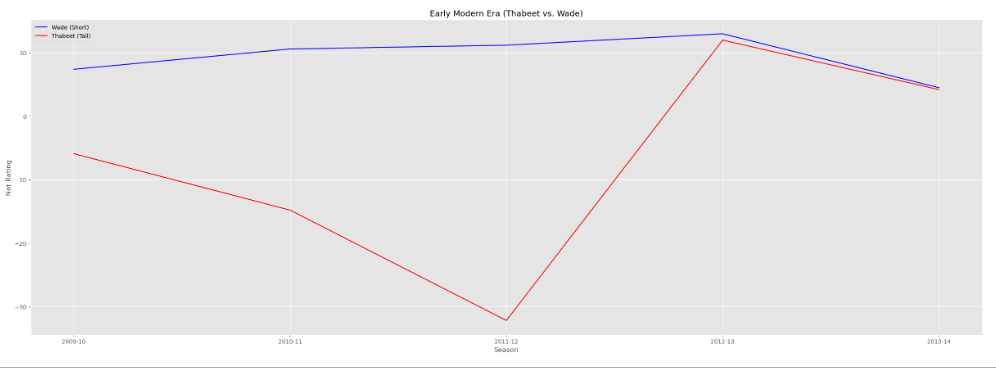 Early Modern Era (Thabeet vs. Wade)
Wade (Short)
Thabeet (Tall)
Net Rating
10
0
−10
−20
−30
2009-10
2010-11
2011-12
2012-13
2013-14
Season